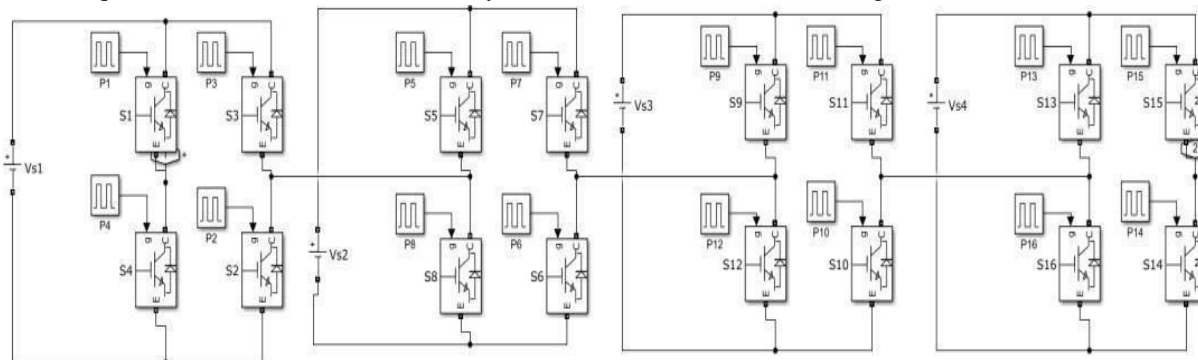 P1 P3 P5 P7 P9 P11 P13 P15
g C g C g C g C g C g C g C g C
S1 S3 S5 S7 Vs3 S9 S11 Vs4 S13 S15
E E E E E E E E
Vs1
P4 P2 P8 P6 P12 P10 P16 P14
g C g C g C g C g C g C g C g C
S4 S2 Vs2 S8 S6 S12 S10 S16 S14
E E E E E E E E